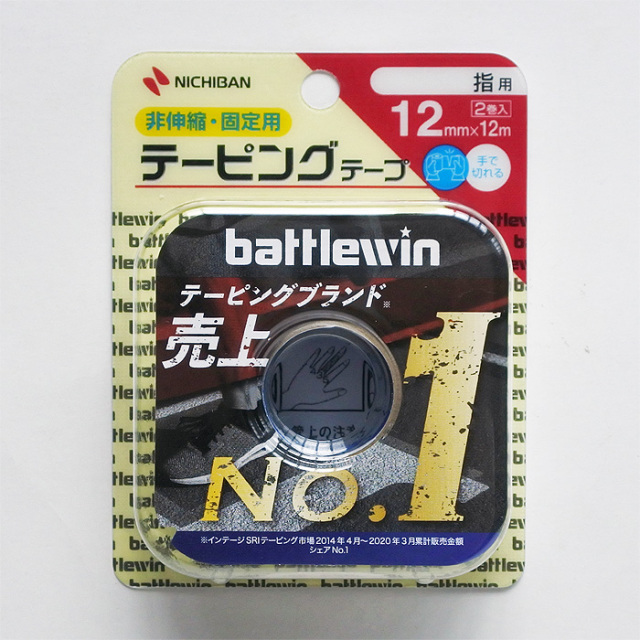 NICHIBAN
指用
非伸縮・固定用
12mm×12m
2巻入
テーピングテープ
手で
切れる
battlewin
テーピングブランド※
売上
No.1
※インテージSRIテーピング市場2014年4月〜2020年3月累計販売金額
シェアNo.1